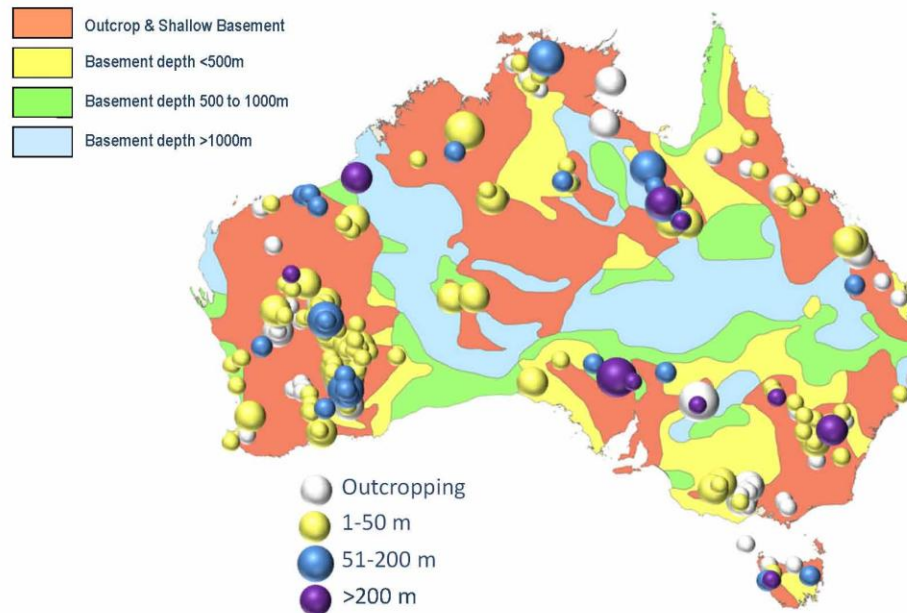 Outcrop & Shallow Basement
Basement depth <500m
Basement depth 500 to 1000m
Basement depth >1000m
Outcropping
1-50 m
51-200 m
>200 m